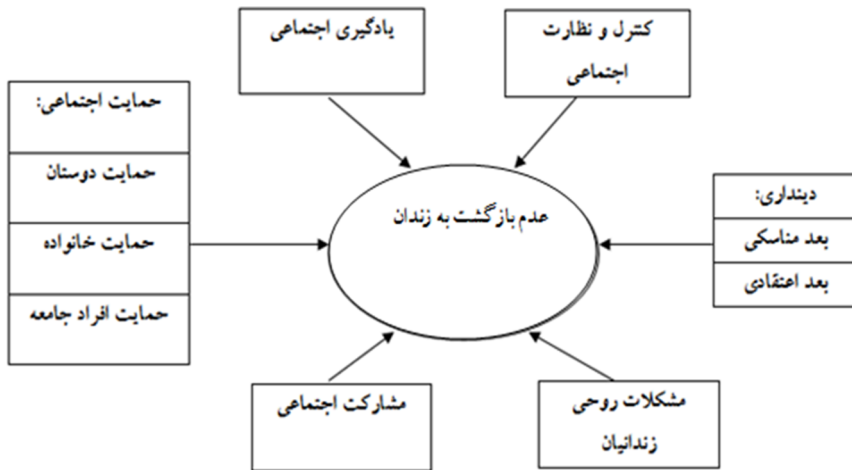 یادگیری اجتماعی
کنترل و نظارت
اجتماعی
حمایت اجتماعی:
حمایت دوستان
حمایت خانواده
حمایت افراد جامعه
عدم بازگشت به زندان
دینداری:
بعد مناسکی
بعد اعتقادی
مشارکت اجتماعی
مشکلات روحی
زندانیان